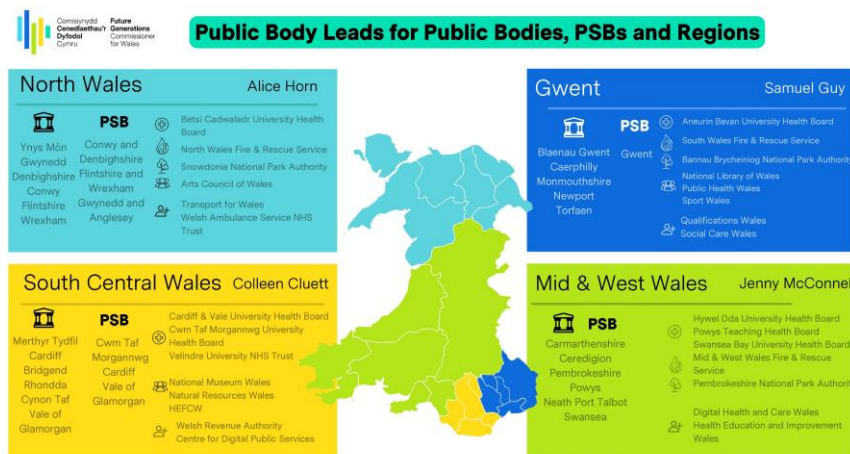 Comisiynydd
Cenedlaethau'r
Dyfodol
Cymru
Future
Generations
Commissioner
for Wales
Public Body Leads for Public Bodies, PSBs and Regions
North Wales
Alice Horn
Ynys Môn
Gwynedd
Denbighshire
Conwy
Flintshire
Wrexham
PSB
Conwy and
Denbighshire
Flintshire and
Wrexham
Gwynedd and
Anglesey
Betsi Cadwaladr University Health
Board
North Wales Fire & Rescue Service
Snowdonia National Park Authority
Arts Council of Wales
Transport for Wales
Welsh Ambulance Service NHS
Trust
Gwent
Samuel Guy
Blaenau Gwent
Caerphilly
Monmouthshire
Newport
Torfaen
PSB
Gwent
Aneurin Bevan University Health Board
South Wales Fire & Rescue Service
Bannau Brycheiniog National Park Authority
National Library of Wales
Public Health Wales
Sport Wales
Qualifications Wales
Social Care Wales
South Central Wales
Colleen Cluett
Merthyr Tydfil
Cardiff
Bridgend
Rhondda
Cynon Taf
Vale of
Glamorgan
PSB
Cwm Taf
Morgannwg
Cardiff
Vale of
Glamorgan
Cardiff & Vale University Health Board
Cwm Taf Morgannwg University
Health Board
Velindre University NHS Trust
National Museum Wales
Natural Resources Wales
HEFCW
Welsh Revenue Authority
Centre for Digital Public Services
Mid & West Wales
Jenny McConnel
PSB
Carmarthenshire
Ceredigion
Pembrokeshire
Powys
Neath Port Talbot
Swansea
Hywel Dda University Health Board
Powys Teaching Health Board
Swansea Bay University Health Board
Mid & West Wales Fire & Rescue
Service
Pembrokeshire National Park Authorit
Digital Health and Care Wales
Health Education and Improvement
Wales